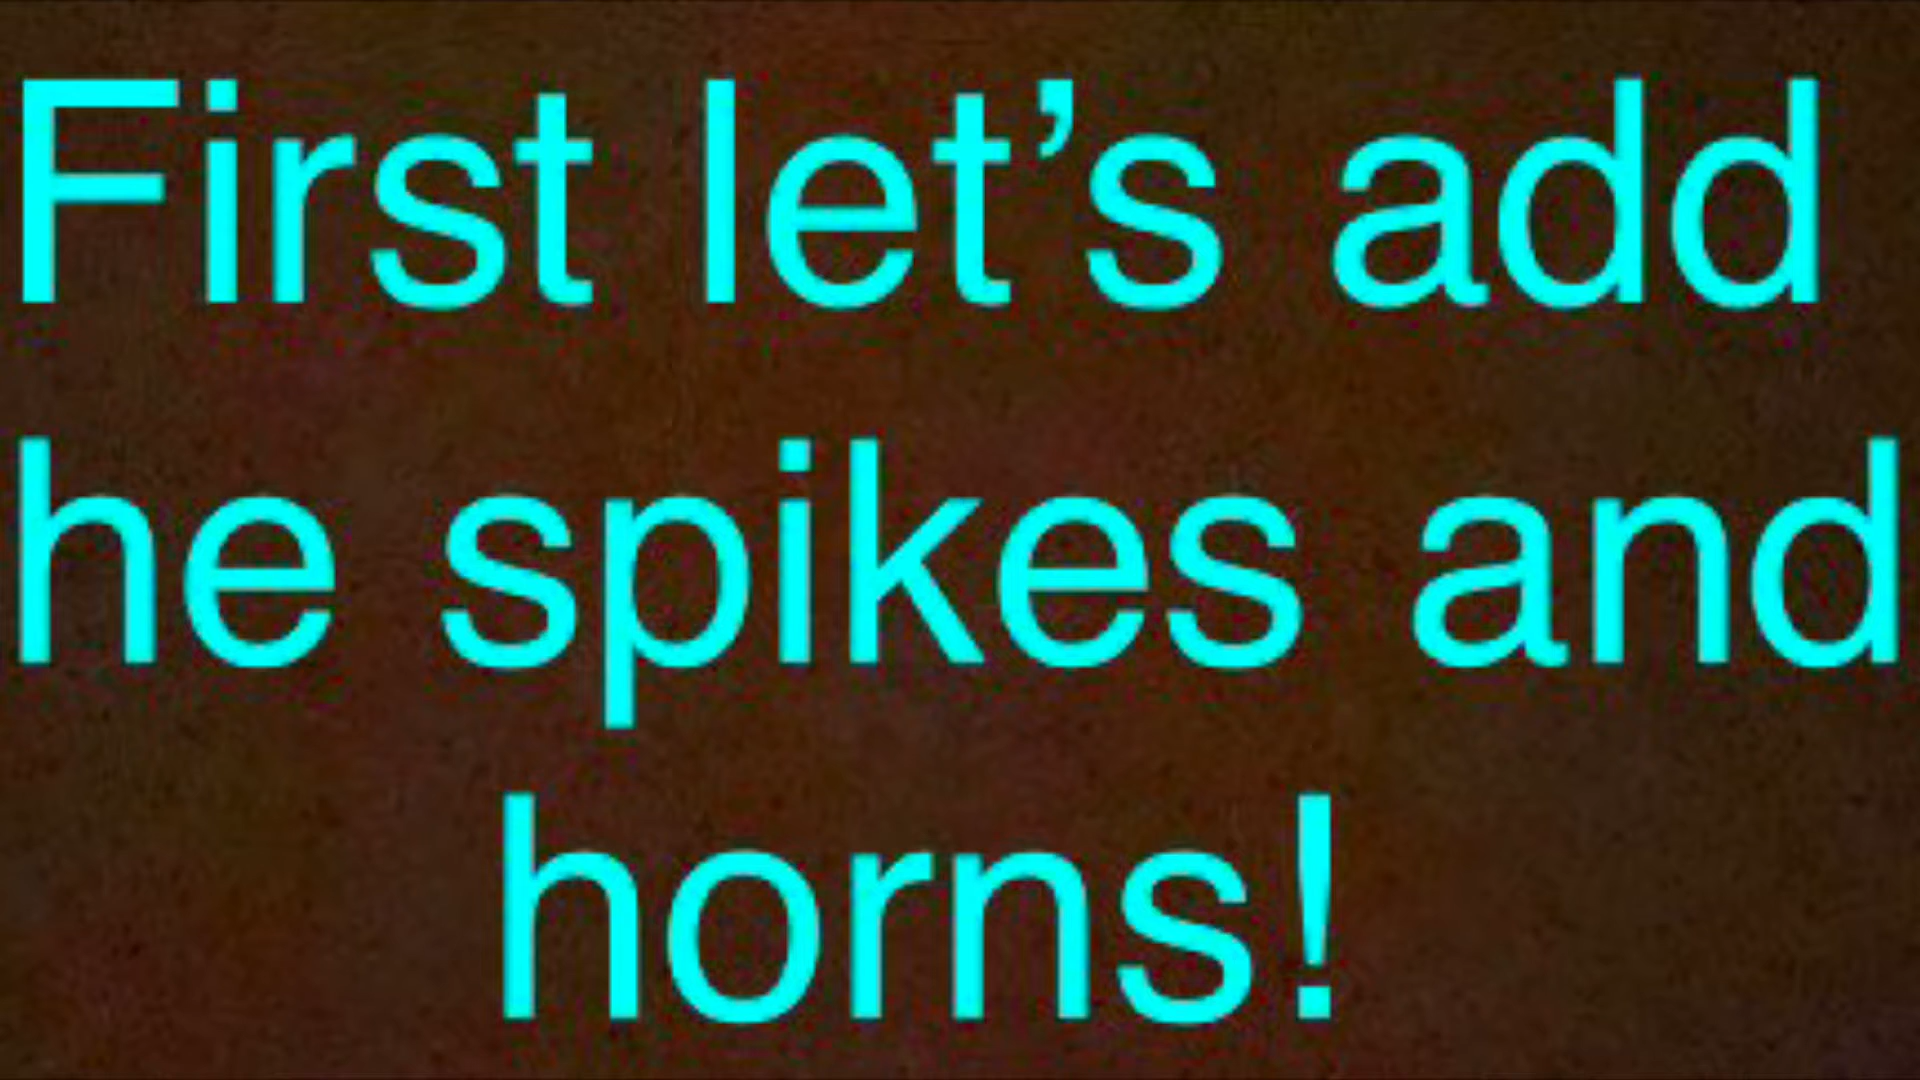 First let’s add
he spikes and
horns!